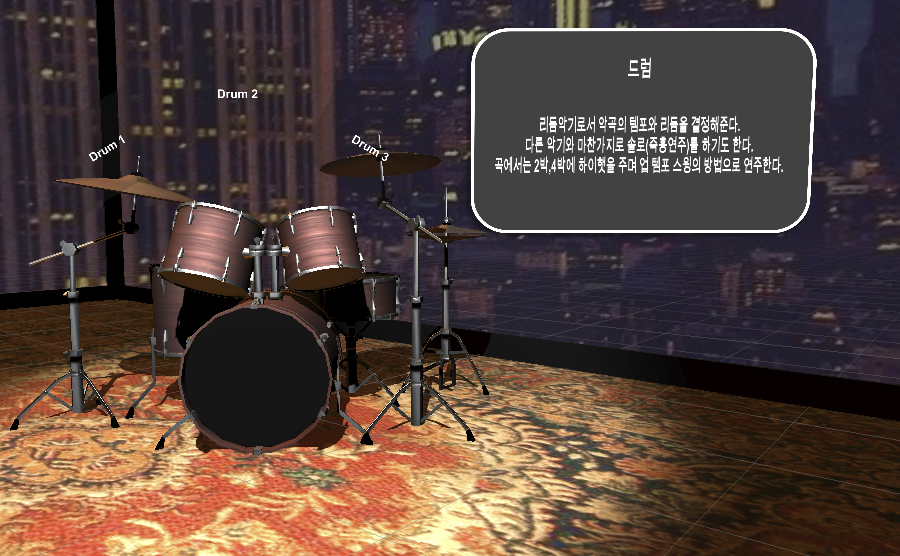 Drum 2
Drum 1
Drum 3
드럼
리듬악기로서 악곡의 템포와 리듬을 결정해준다.
다른 악기와 마찬가지로 솔로(즉흥연주)를 하기도 한다.
곡에서는 2박,4박에 하이햇을 주며 업 템포 스윙의 방법으로 연주한다.